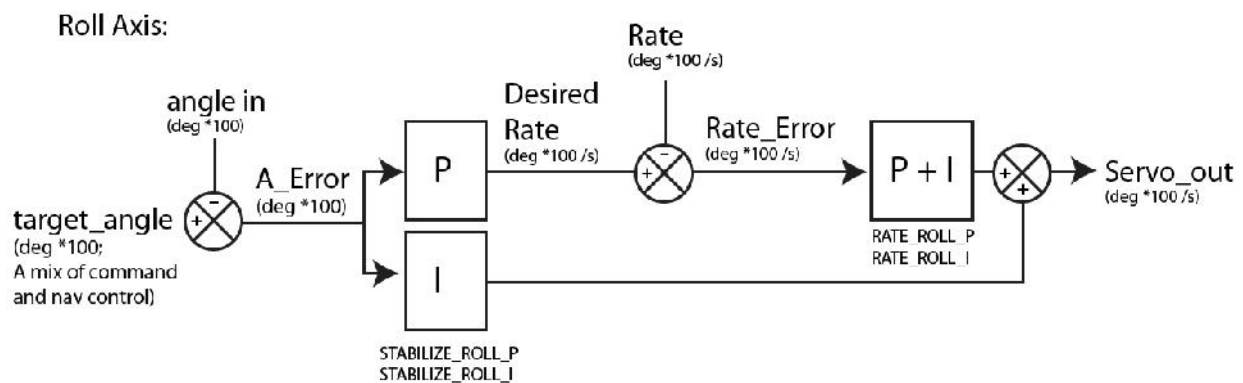 Roll Axis:
angle in
(deg *100)
target_angle
(deg *100;
A mix of command
and nav control)
-
+
A_Error
(deg *100)
P
I
STABILIZE_ROLL_P
STABILIZE_ROLL_I
Desired
Rate
(deg *100 /s)
Rate
(deg *100 /s)
-
+
Rate_Error
(deg *100 /s)
P + I
RATE_ROLL_P
RATE_ROLL_I
+
+
Servo_out
(deg *100 /s)